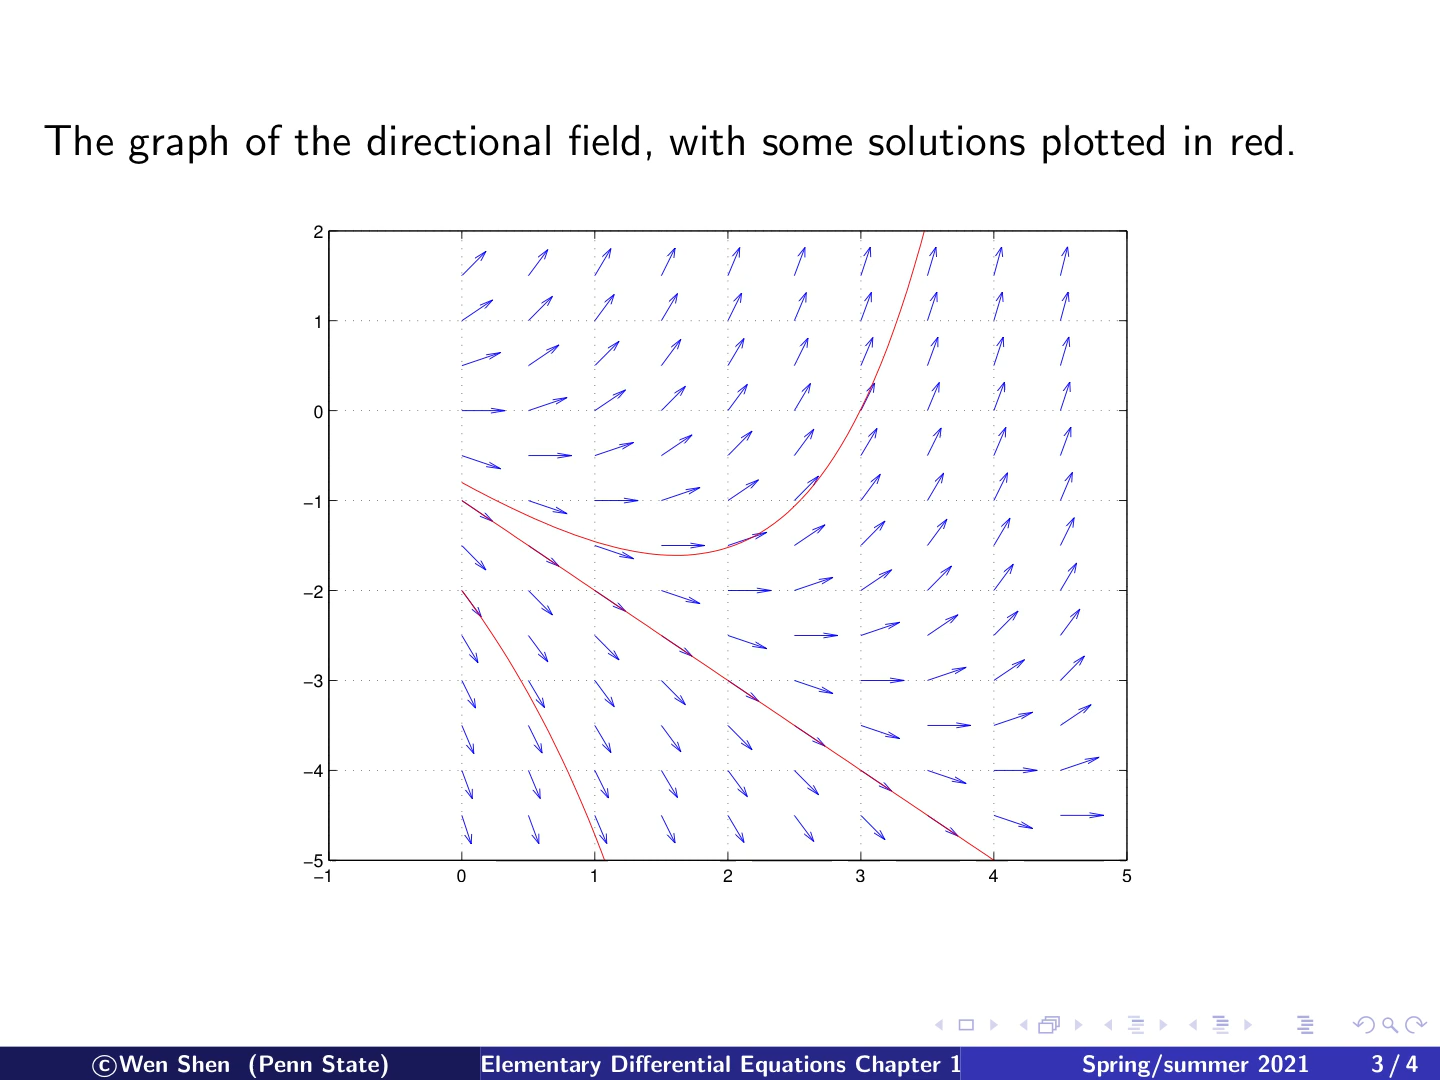 The graph of the directional field, with some solutions plotted in red.
2
1
0
−1
−2
−3
−4
−5
−1 0 1 2 3 4 5
©Wen Shen (Penn State) Elementary Differential Equations Chapter 1 Spring/summer 2021 3 / 4